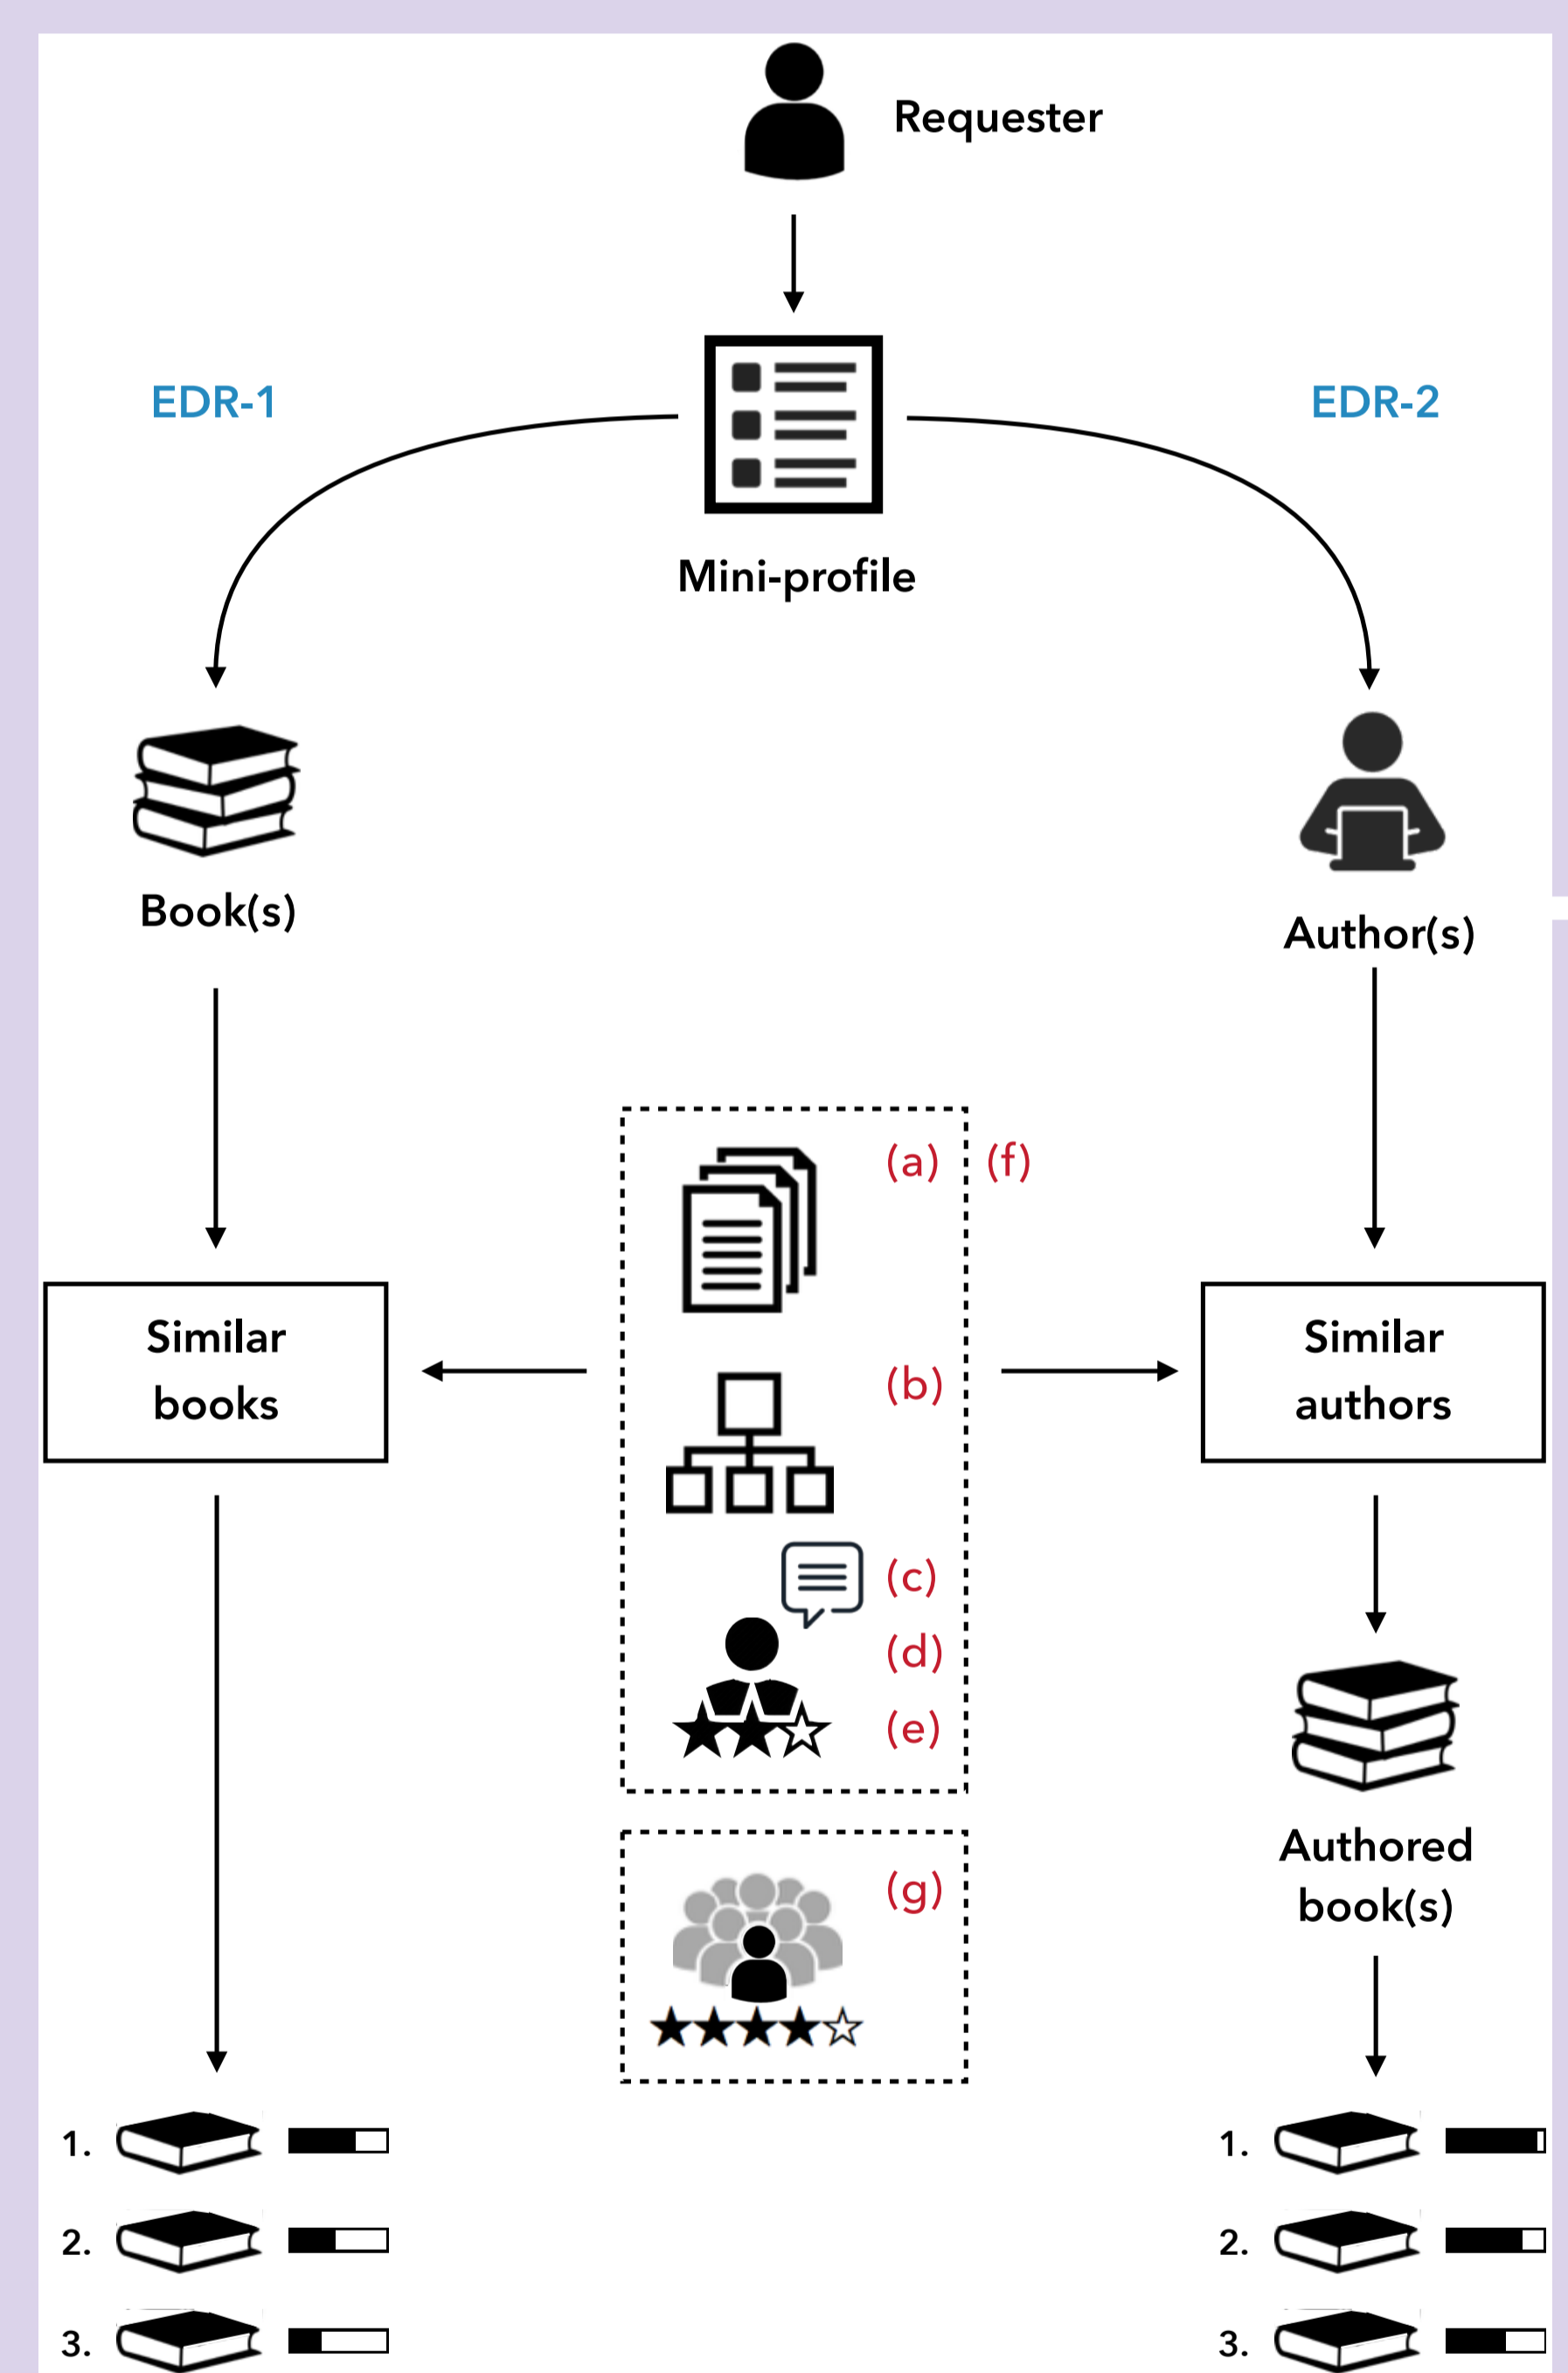 Requester
EDR-1
EDR-2
Mini-profile
Book(s)
Author(s)
(a) (f)
Similar
books
(b)
Similar
authors
(c)
(d)
(e)
Authored
book(s)
(g)
1.
1.
2.
2.
3.
3.